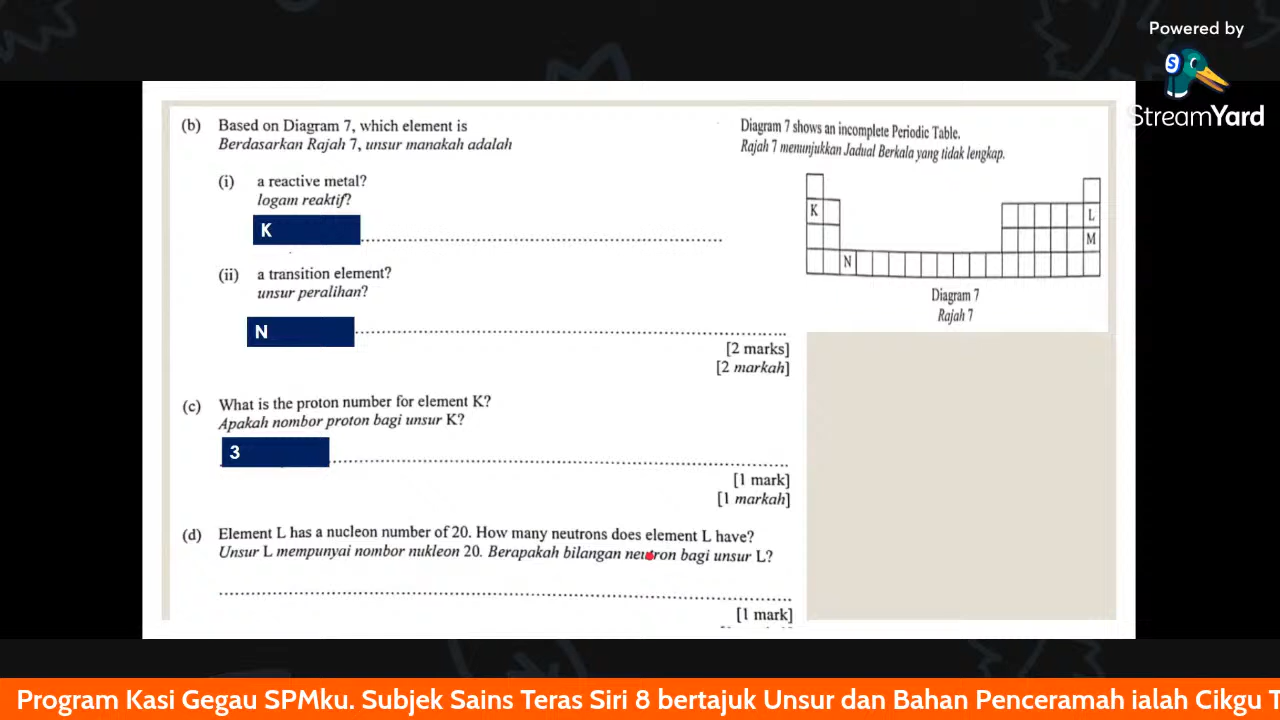 Powered by
StreamYard
(b) Based on Diagram 7, which element is
Berdasarkan Rajah 7, unsur manakah adalah
(i) a reactive metal?
logam reaktif?
K
(ii) a transition element?
unsur peralihan?
N
[2 marks]
[2 markah]
(c) What is the proton number for element K?
Apakah nombor proton bagi unsur K?
3
[1 mark]
[1 markah]
(d) Element L has a nucleon number of 20. How many neutrons does element L have?
Unsur L mempunyai nombor nukleon 20. Berapakah bilangan neutron bagi unsur L?
[1 mark]
Diagram 7 shows an incomplete Periodic Table.
Rajah 7 menunjukkan Jadual Berkala yang tidak lengkap.
K
L
M
N
Diagram 7
Rajah 7
Program Kasi Gegau SPMku. Subjek Sains Teras Siri 8 bertajuk Unsur dan Bahan Penceramah ialah Cikgu T